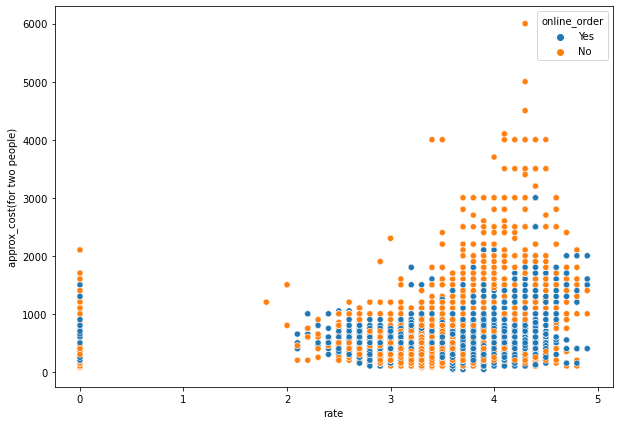 online_order
Yes
No
approx_cost(for two people)
6000
5000
4000
3000
2000
1000
0
0 1 2 3 4 5
rate